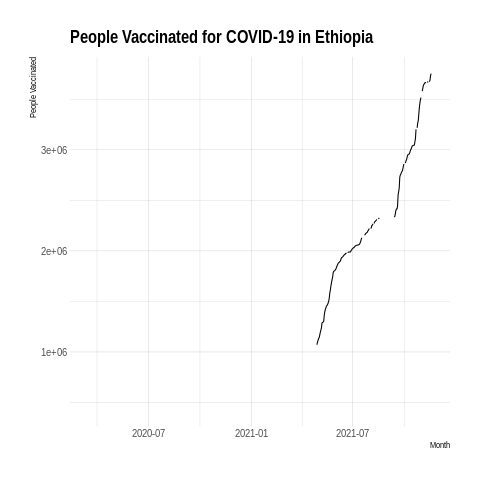 People Vaccinated for COVID-19 in Ethiopia
People Vaccinated
3e+06
2e+06
1e+06
2020-07
2021-01
2021-07
Month